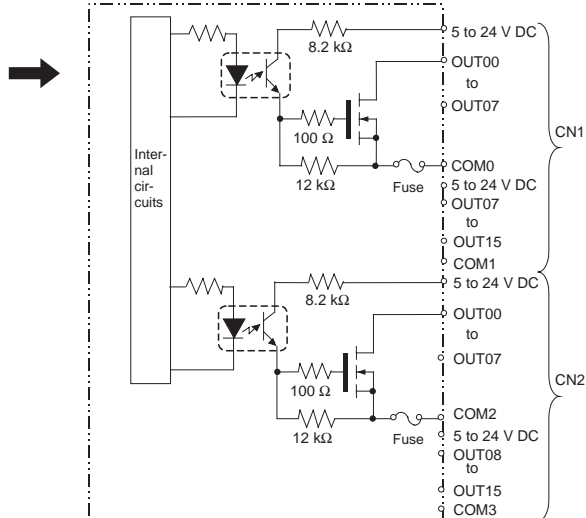 Inter-
nal
cir-
cuits
8.2 kΩ
5 to 24 V DC
OUT00
to
OUT07
100 Ω
12 kΩ
Fuse
COM0
5 to 24 V DC
OUT07
to
OUT15
COM1
CN1
8.2 kΩ
5 to 24 V DC
OUT00
to
OUT07
100 Ω
12 kΩ
Fuse
COM2
5 to 24 V DC
OUT08
to
OUT15
COM3
CN2